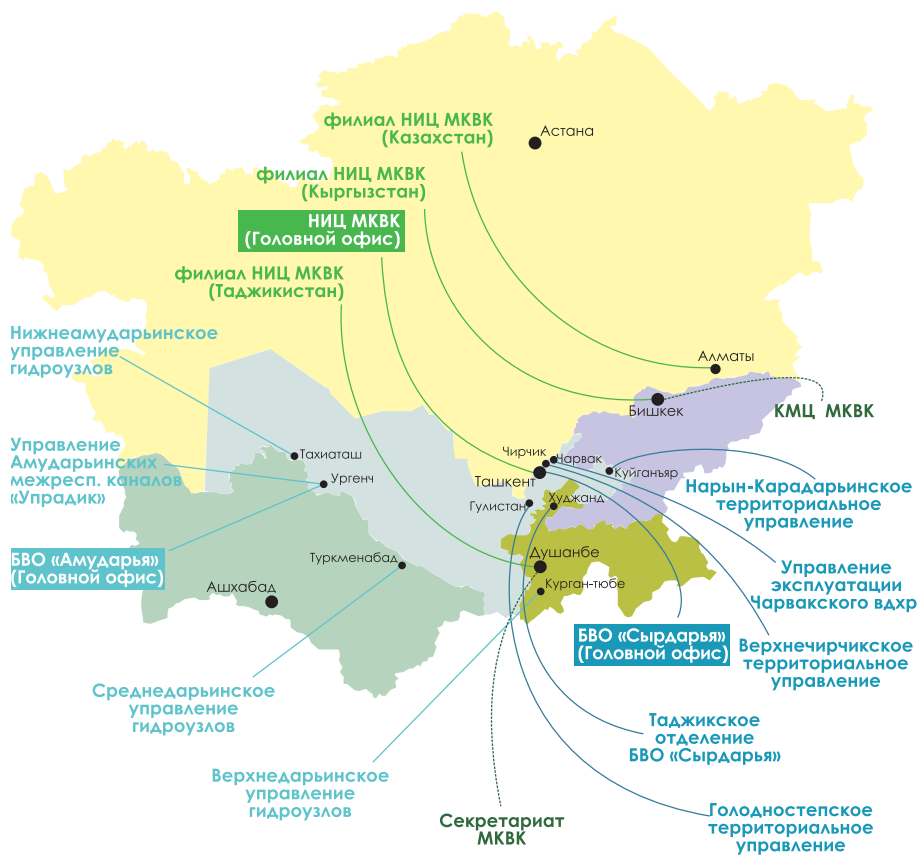 филиал НИЦ МКВК
(Казахстан)
Астана
филиал НИЦ МКВК
(Кыргызстан)
НИЦ МКВК
(Головной офис)
филиал НИЦ МКВК
(Таджикистан)
Нижнеамударьинское
управление
гидроузлов
Алматы
Бишкек
КМЦ МКВК
Управление
Амударьинских
межресп. каналов
«Упрадик»
Тахиаташ
Ургенч
Чирчик
Чарвак
Ташкент
Куйганъяр
Гулистан
Худжанд
Нарын-Карадарьинское
территориальное
управление
БВО «Амударья»
(Головной офис)
Туркменабад
Душанбе
Ашхабад
Курган-тюбе
Управление
эксплуатации
Чарвакского вдхр
БВО «Сырдарья»
(Головной офис)
Верхнечирчикское
территориальное
управление
Среднедарьинское
управление
гидроузлов
Таджикское
отделение
БВО «Сырдарья»
Верхнедарьинское
управление
гидроузлов
Секретариат
МКВК
Голодностепское
территориальное
управление